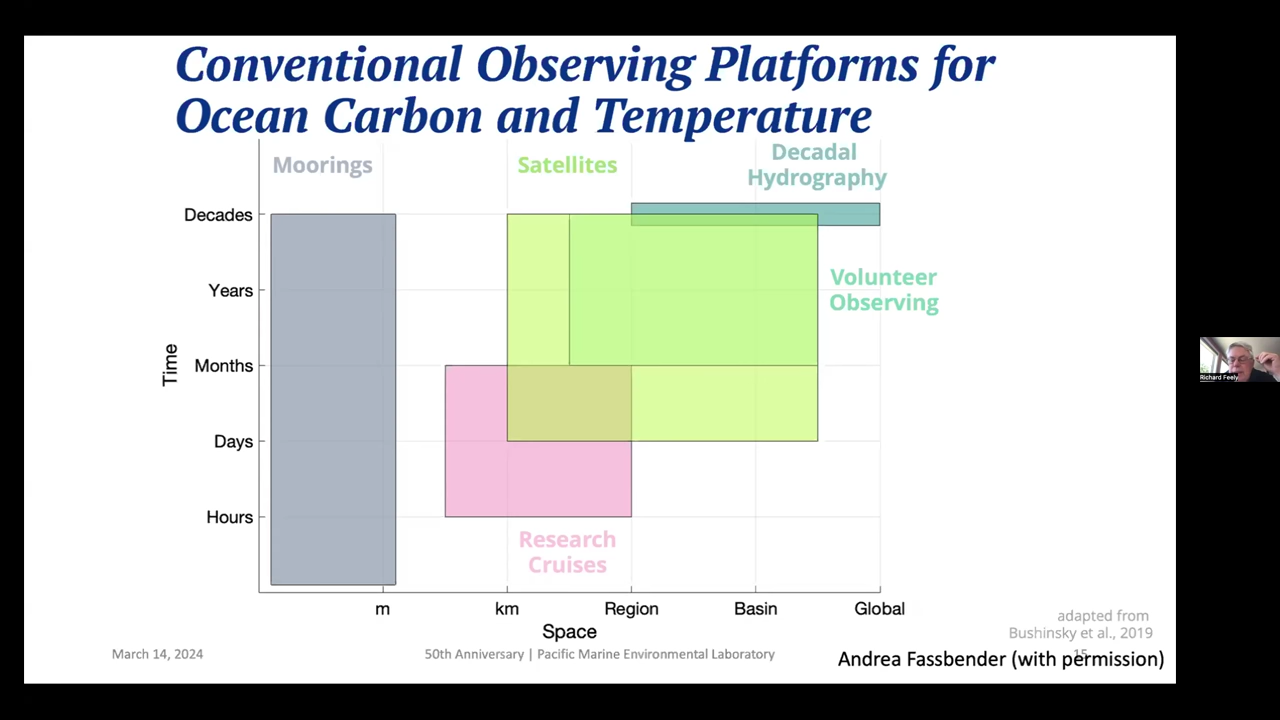 Conventional Observing Platforms for
Ocean Carbon and Temperature
Moorings
Satellites
Decadal
Hydrography
Decades
Years
Months
Days
Hours
Time
Volunteer
Observing
Research
Cruises
m
km
Region
Basin
Global
Space
adapted from
Bushinsky et al., 2019
March 14, 2024
50th Anniversary | Pacific Marine Environmental Laboratory
15
Andrea Fassbender (with permission)
Richard Feely